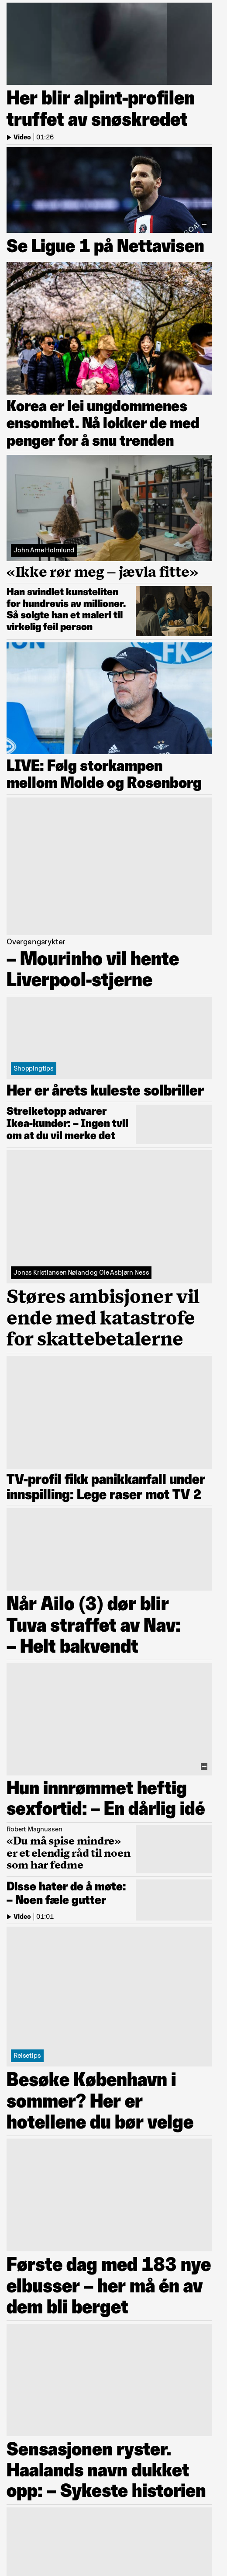 Her blir alpint-profilen
truffet av snøskredet
Video | 01:26
Se Ligue 1 på Nettavisen
Korea er lei ungdommenes
ensomhet. Nå lokker de med
penger for å snu trenden
John Arne Holmlund
«Ikke rør meg – jævla fitte»
Han svindlet kunsteliten
for hundrevis av millioner.
Så solgte han et maleri til
virkelig feil person
LIVE: Følg storkampen
mellom Molde og Rosenborg
Overgangsrykter
– Mourinho vil hente
Liverpool-stjerne
Shoppingtips
Her er årets kuleste solbriller
Streiketopp advarer
Ikea-kunder: – Ingen tvil
om at du vil merke det
Jonas Kristiansen Nøland og Ole Asbjørn Ness
Støres ambisjoner vil
ende med katastrofe
for skattebetalerne
TV-profil fikk panikkanfall under
innspilling: Lege raser mot TV 2
Når Ailo (3) dør blir
Tuva straffet av Nav:
– Helt bakvendt
Hun innrømmet heftig
sexfortid: – En dårlig idé
Robert Magnussen
«Du må spise mindre»
er et elendig råd til noen
som har fedme
Disse hater de å møte:
– Noen fæle gutter
Video | 01:01
Reisetips
Besøke København i
sommer? Her er
hotellene du bør velge
Første dag med 183 nye
elbusser – her må én av
dem bli berget
Sensasjonen ryster.
Haalands navn dukket
opp: – Sykeste historien